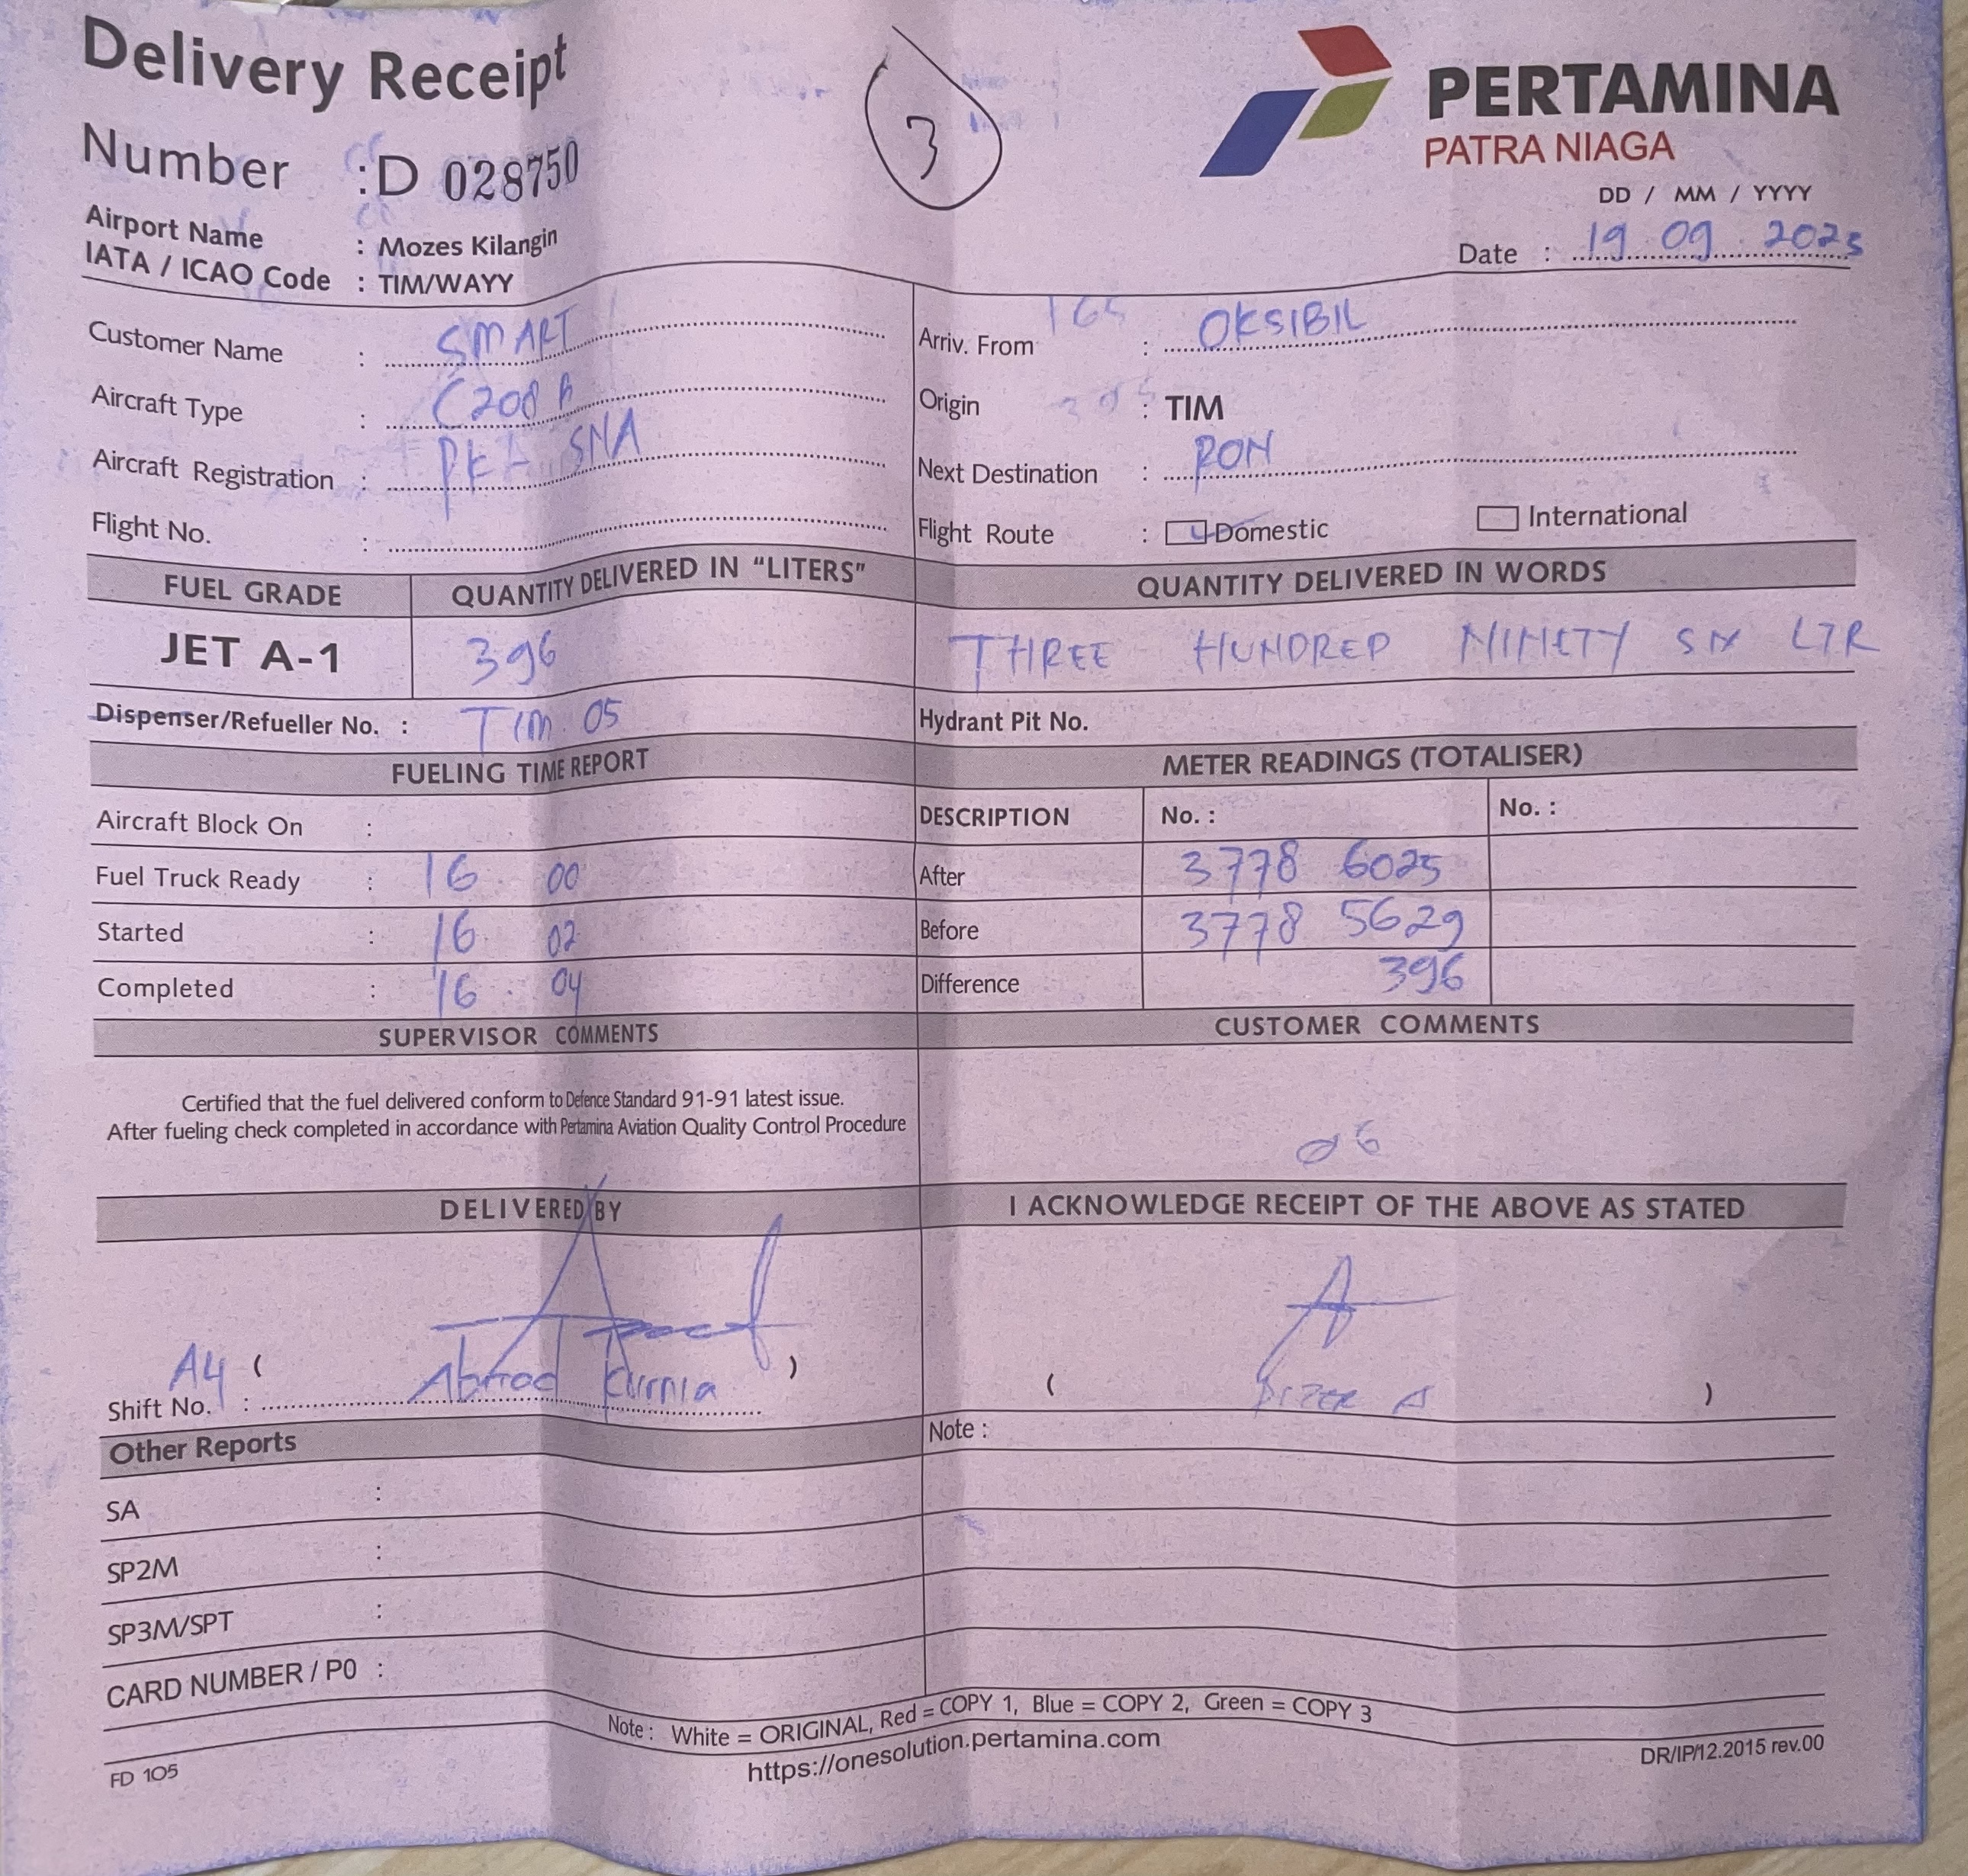 Delivery Receipt
Number : D 028750
3
PERTAMINA
PATRA NIAGA
DD / MM / YYYY
Date : 19 09 2025
Airport Name : Mozes Kilangin
IATA / ICAO Code : TIM/WAYY
Customer Name : SMART
Arriv. From : OKSIBIL
Aircraft Type : C208 B
Origin : TIM
Aircraft Registration : PK - SNA
Next Destination : RON
Flight No. :
Flight Route : Domestic International
FUEL GRADE QUANTITY DELIVERED IN "LITERS" QUANTITY DELIVERED IN WORDS
JET A-1 396 THREE HUNDRED NINETY SIX LTR
Dispenser/Refueller No. : TIM 05 Hydrant Pit No.
FUELING TIME REPORT METER READINGS (TOTALISER)
Aircraft Block On : DESCRIPTION No. : No. :
Fuel Truck Ready : 16 00 After 3778 6025
Started : 16 02 Before 3778 5629
Completed : 16 04 Difference 396
SUPERVISOR COMMENTS CUSTOMER COMMENTS
Certified that the fuel delivered conform to Defence Standard 91-91 latest issue.
After fueling check completed in accordance with Pertamina Aviation Quality Control Procedure
DELIVERED BY I ACKNOWLEDGE RECEIPT OF THE ABOVE AS STATED
A4 ( Kurnia ) ( A )
Shift No. :
Other Reports Note :
SA :
SP2M :
SP3M/SPT :
CARD NUMBER / P0 :
Note : White = ORIGINAL, Red = COPY 1, Blue = COPY 2, Green = COPY 3
https://onesolution.pertamina.com
FD 105
DR/IP/12.2015 rev.00